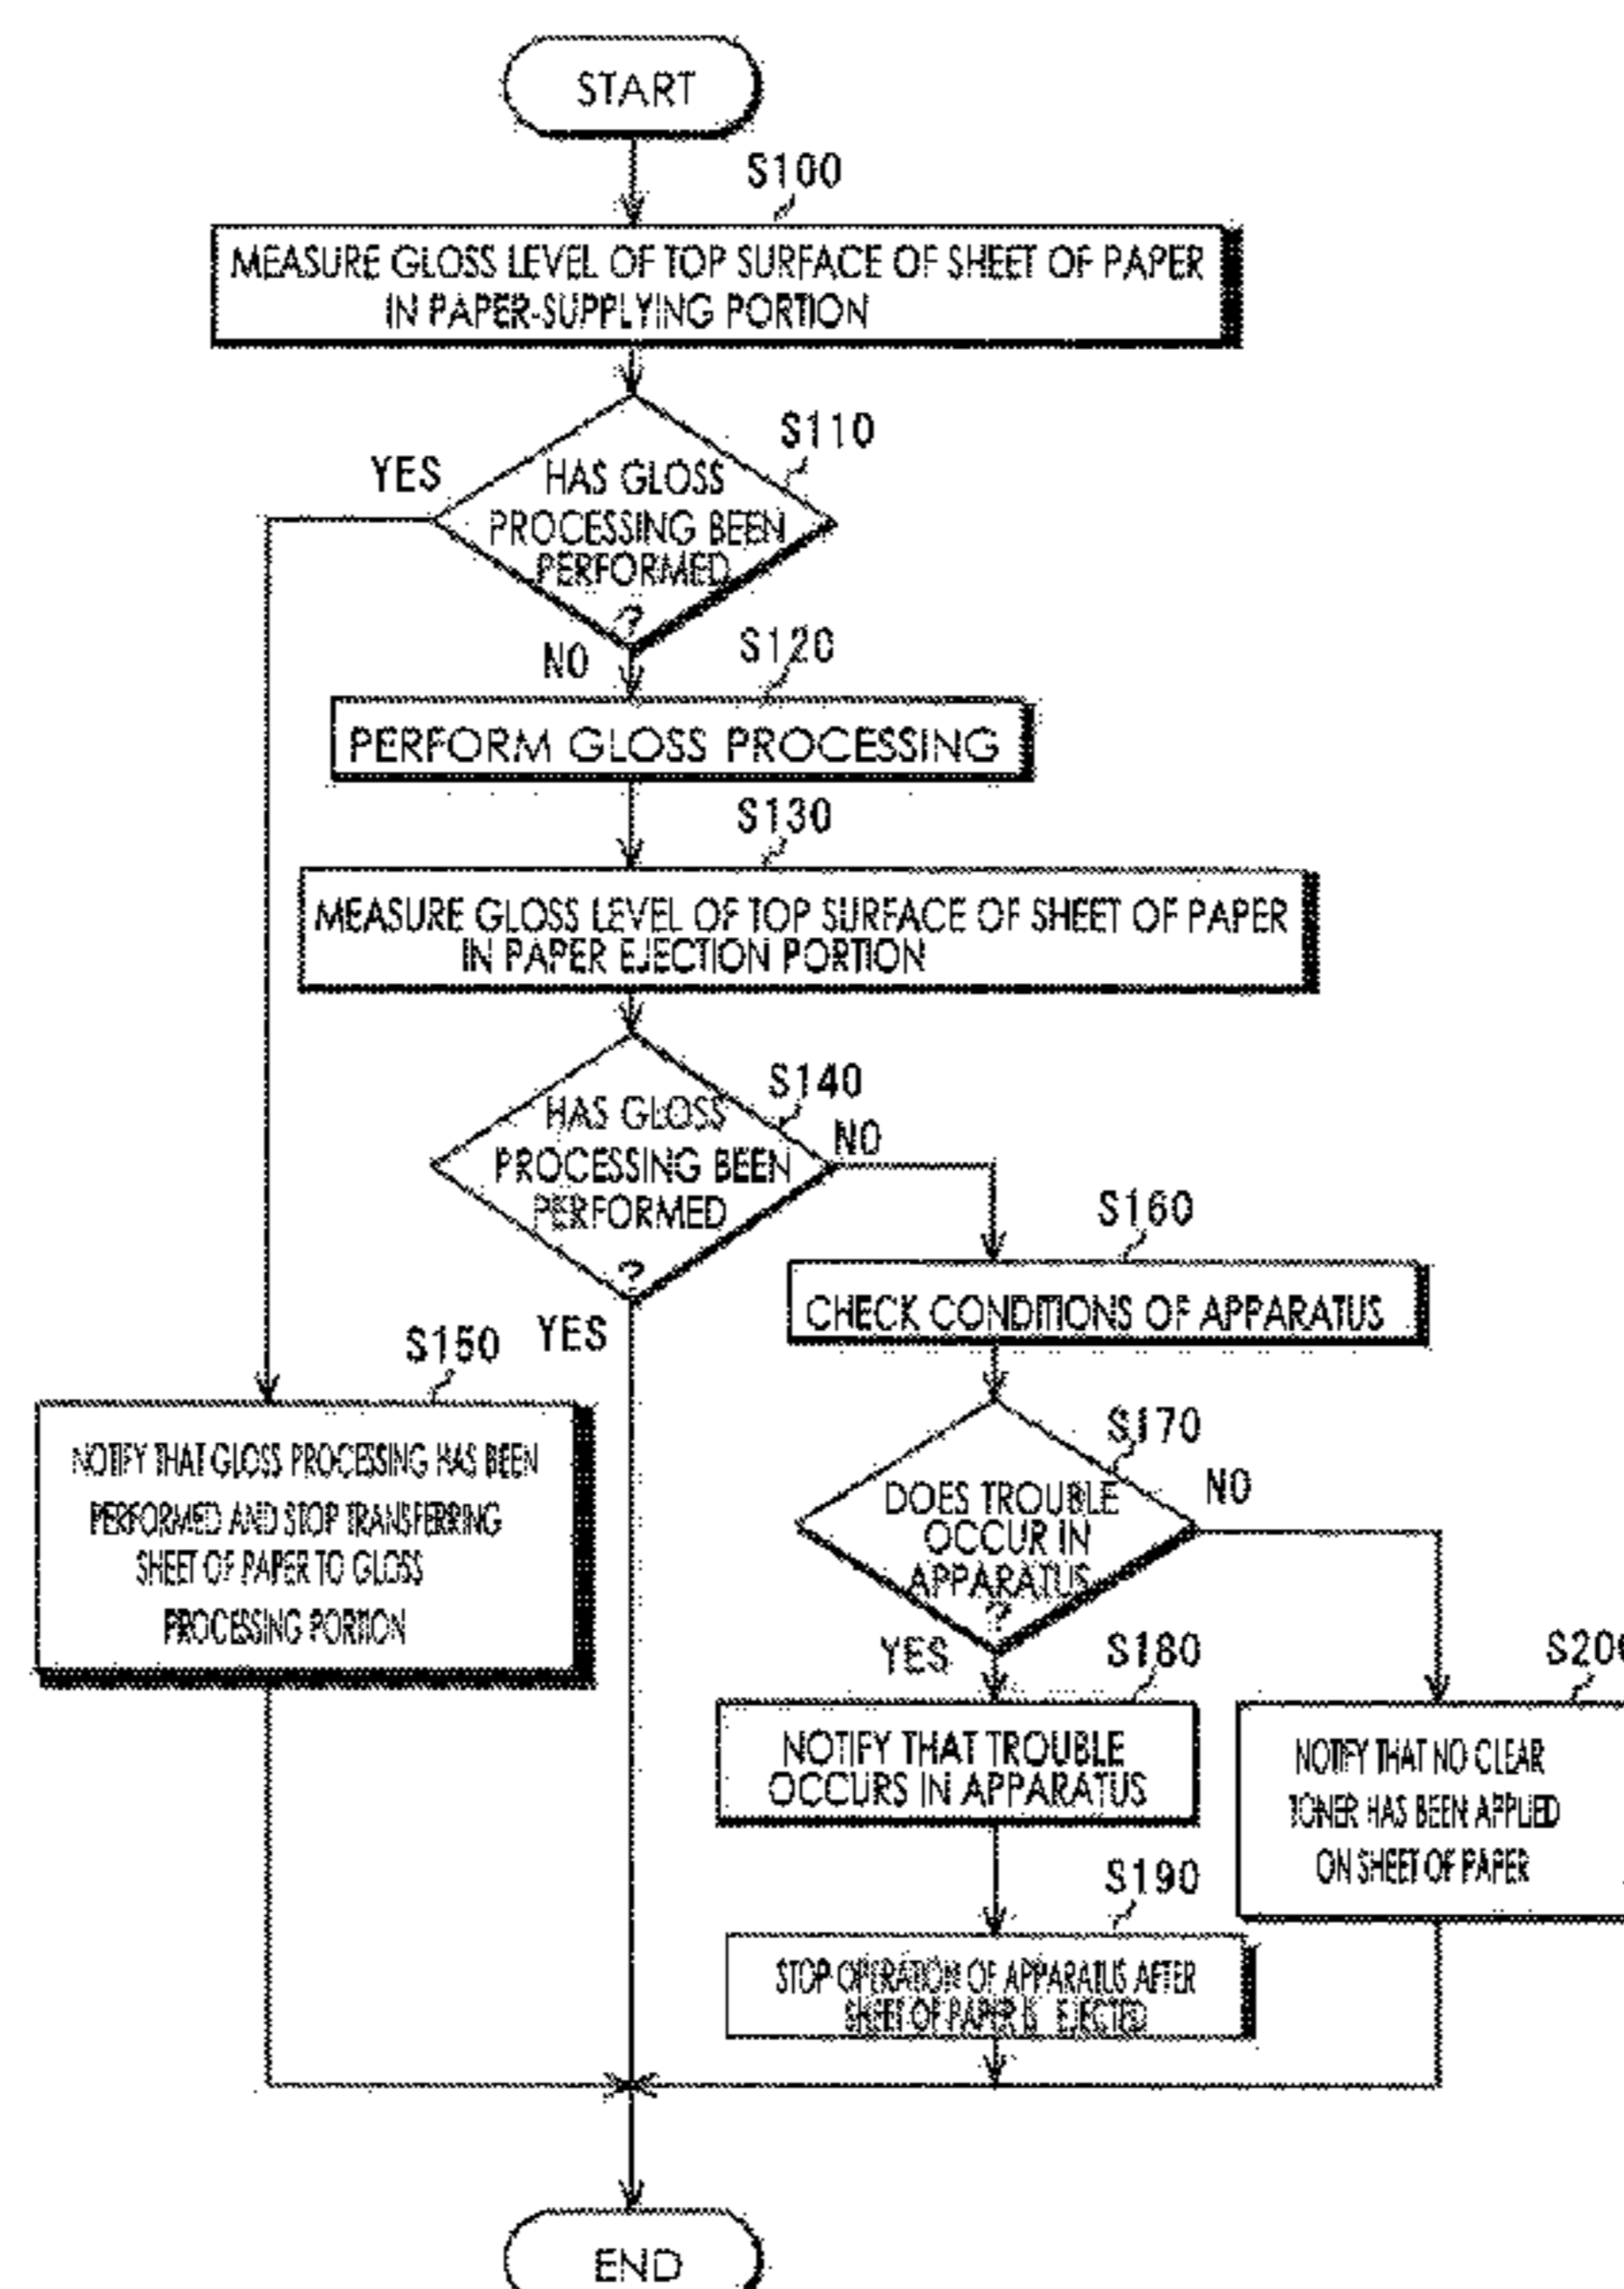 START
S100
MEASURE GLOSS LEVEL OF TOP SURFACE OF SHEET OF PAPER
IN PAPER-SUPPLYING PORTION
S110
YES
HAS GLOSS
PROCESSING BEEN
PERFORMED
?
NO
S120
PERFORM GLOSS PROCESSING
S130
MEASURE GLOSS LEVEL OF TOP SURFACE OF SHEET OF PAPER
IN PAPER EJECTION PORTION
S140
HAS GLOSS
NO
PROCESSING BEEN
PERFORMED
?
YES
S160
CHECK CONDITIONS OF APPARATUS
S150
NOTIFY THAT GLOSS PROCESSING HAS BEEN
PERFORMED AND STOP TRANSFERRING
SHEET OF PAPER TO GLOSS
PROCESSING PORTION
S170
NO
DOES TROUBLE
OCCUR IN
APPARATUS
?
YES
S180
NOTIFY THAT TROUBLE
OCCURS IN APPARATUS
S200
NOTIFY THAT NO CLEAR
TONER HAS BEEN APPLIED
ON SHEET OF PAPER
S190
STOP OPERATION OF APPARATUS AFTER
SHEET OF PAPER IS EJECTED
END